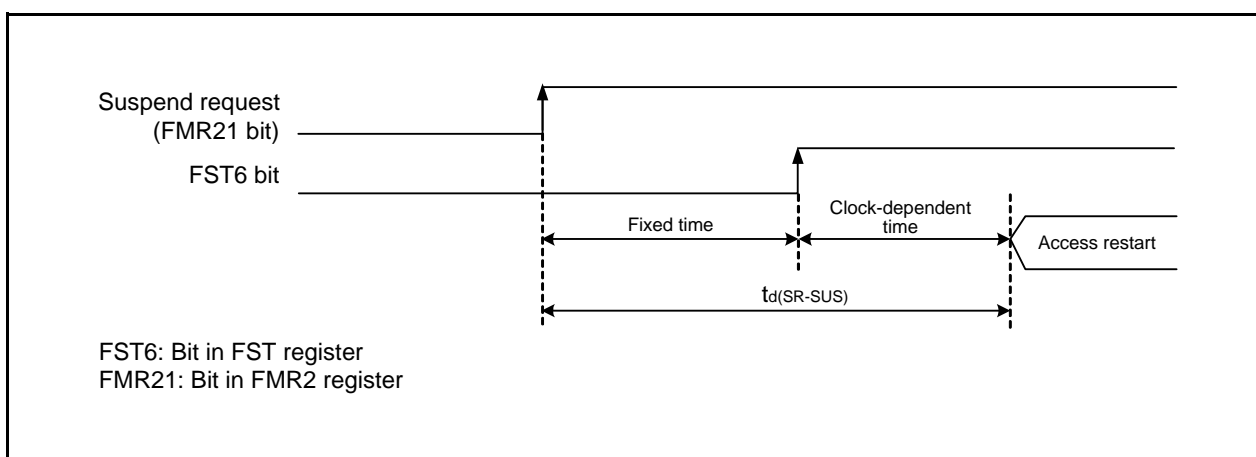 Suspend request
(FMR21 bit)
FST6 bit
Fixed time
Clock-dependent
time
Access restart
td(SR-SUS)
FST6: Bit in FST register
FMR21: Bit in FMR2 register